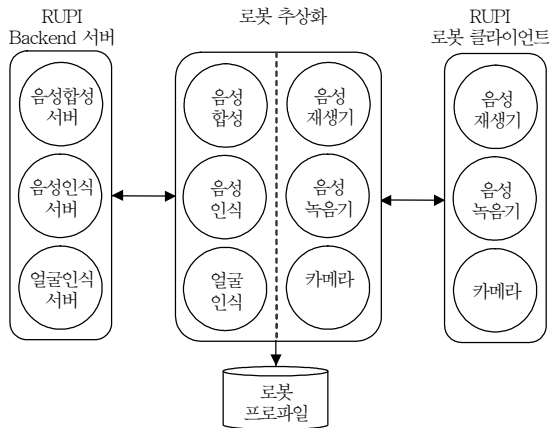 RUPI
Backend 서버
로봇 추상화
RUPI
로봇 클라이언트
음성합성
서버
음성인식
서버
얼굴인식
서버
음성
합성
음성
재생기
음성
인식
음성
녹음기
얼굴
인식
카메라
음성
재생기
음성
녹음기
카메라
로봇
프로파일